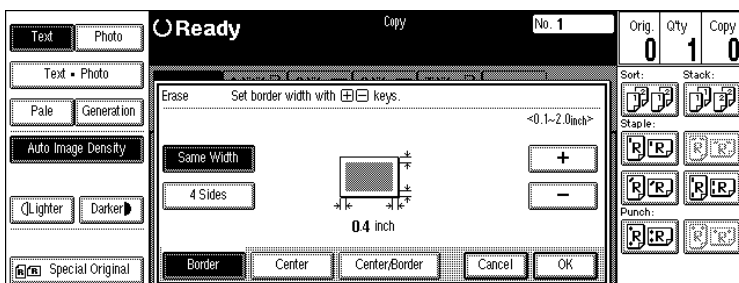 Text
Photo
Text • Photo
Pale
Generation
Auto Image Density
Lighter
Darker
Special Original
Ready
Copy
No. 1
Erase
Set border width with ⊞⊟ keys.
<0.1~2.0inch>
Same Width
4 Sides
+
−
0.4 inch
Border
Center
Center/Border
Cancel
OK
Orig.
Q'ty
Copy
0
1
0
Sort:
Stack:
Staple:
Punch: